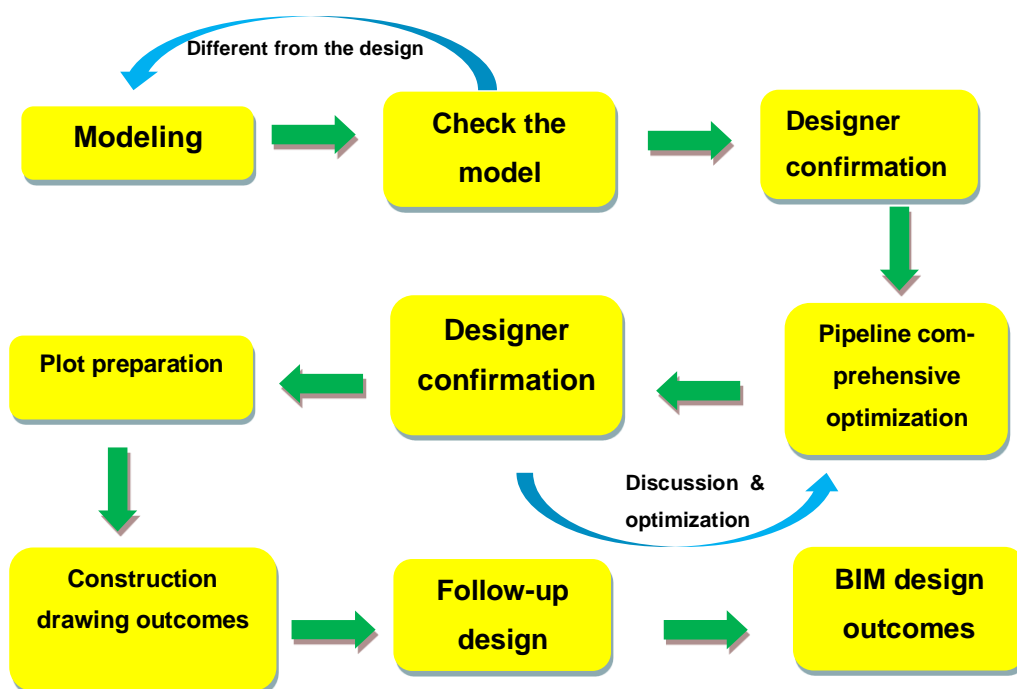 Different from the design
Modeling
Check the
model
Designer
confirmation
Plot preparation
Designer
confirmation
Pipeline com-
prehensive
optimization
Discussion &
optimization
Construction
drawing outcomes
Follow-up
design
BIM design
outcomes